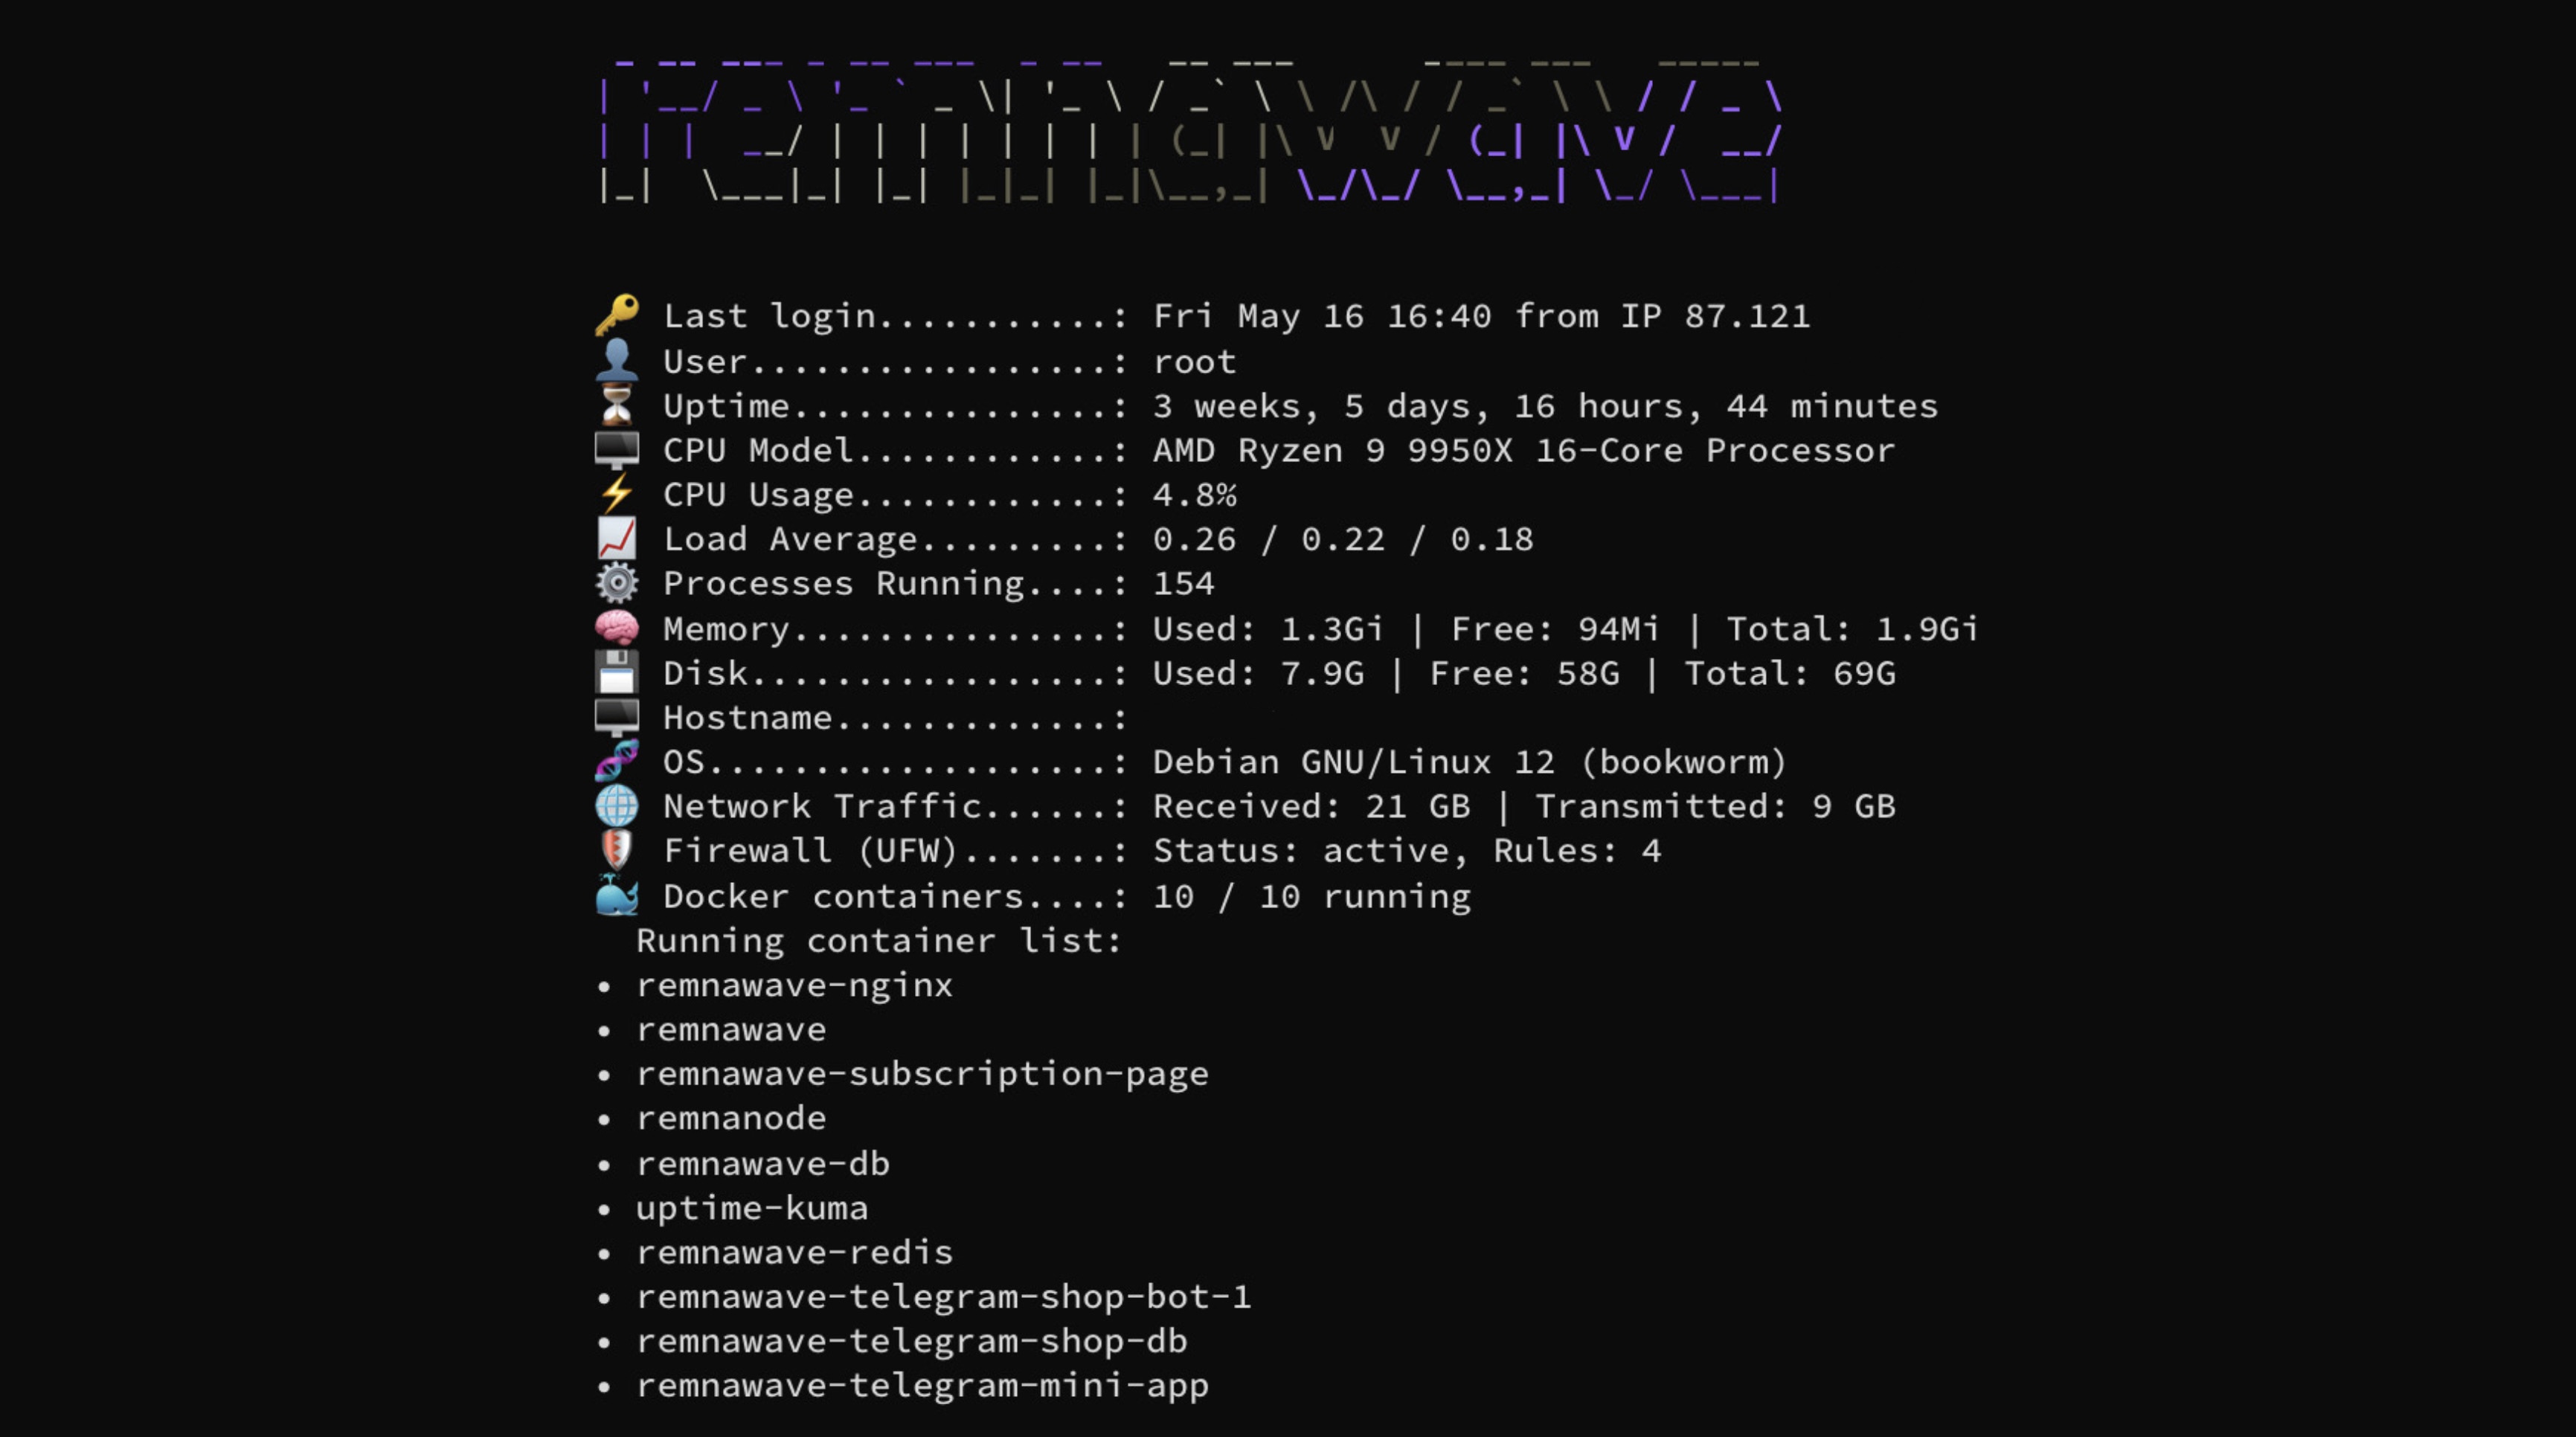 remnawave
🔑 Last login...........: Fri May 16 16:40 from IP 87.121
👤 User.................: root
⏳ Uptime...............: 3 weeks, 5 days, 16 hours, 44 minutes
🖥️ CPU Model............: AMD Ryzen 9 9950X 16-Core Processor
⚡ CPU Usage............: 4.8%
📈 Load Average.........: 0.26 / 0.22 / 0.18
⚙️ Processes Running....: 154
🧠 Memory...............: Used: 1.3Gi | Free: 94Mi | Total: 1.9Gi
💾 Disk.................: Used: 7.9G | Free: 58G | Total: 69G
🖥️ Hostname.............:
🧬 OS...................: Debian GNU/Linux 12 (bookworm)
🌐 Network Traffic......: Received: 21 GB | Transmitted: 9 GB
🛡️ Firewall (UFW).......: Status: active, Rules: 4
🐳 Docker containers....: 10 / 10 running
Running container list:
• remnawave-nginx
• remnawave
• remnawave-subscription-page
• remnanode
• remnawave-db
• uptime-kuma
• remnawave-redis
• remnawave-telegram-shop-bot-1
• remnawave-telegram-shop-db
• remnawave-telegram-mini-app